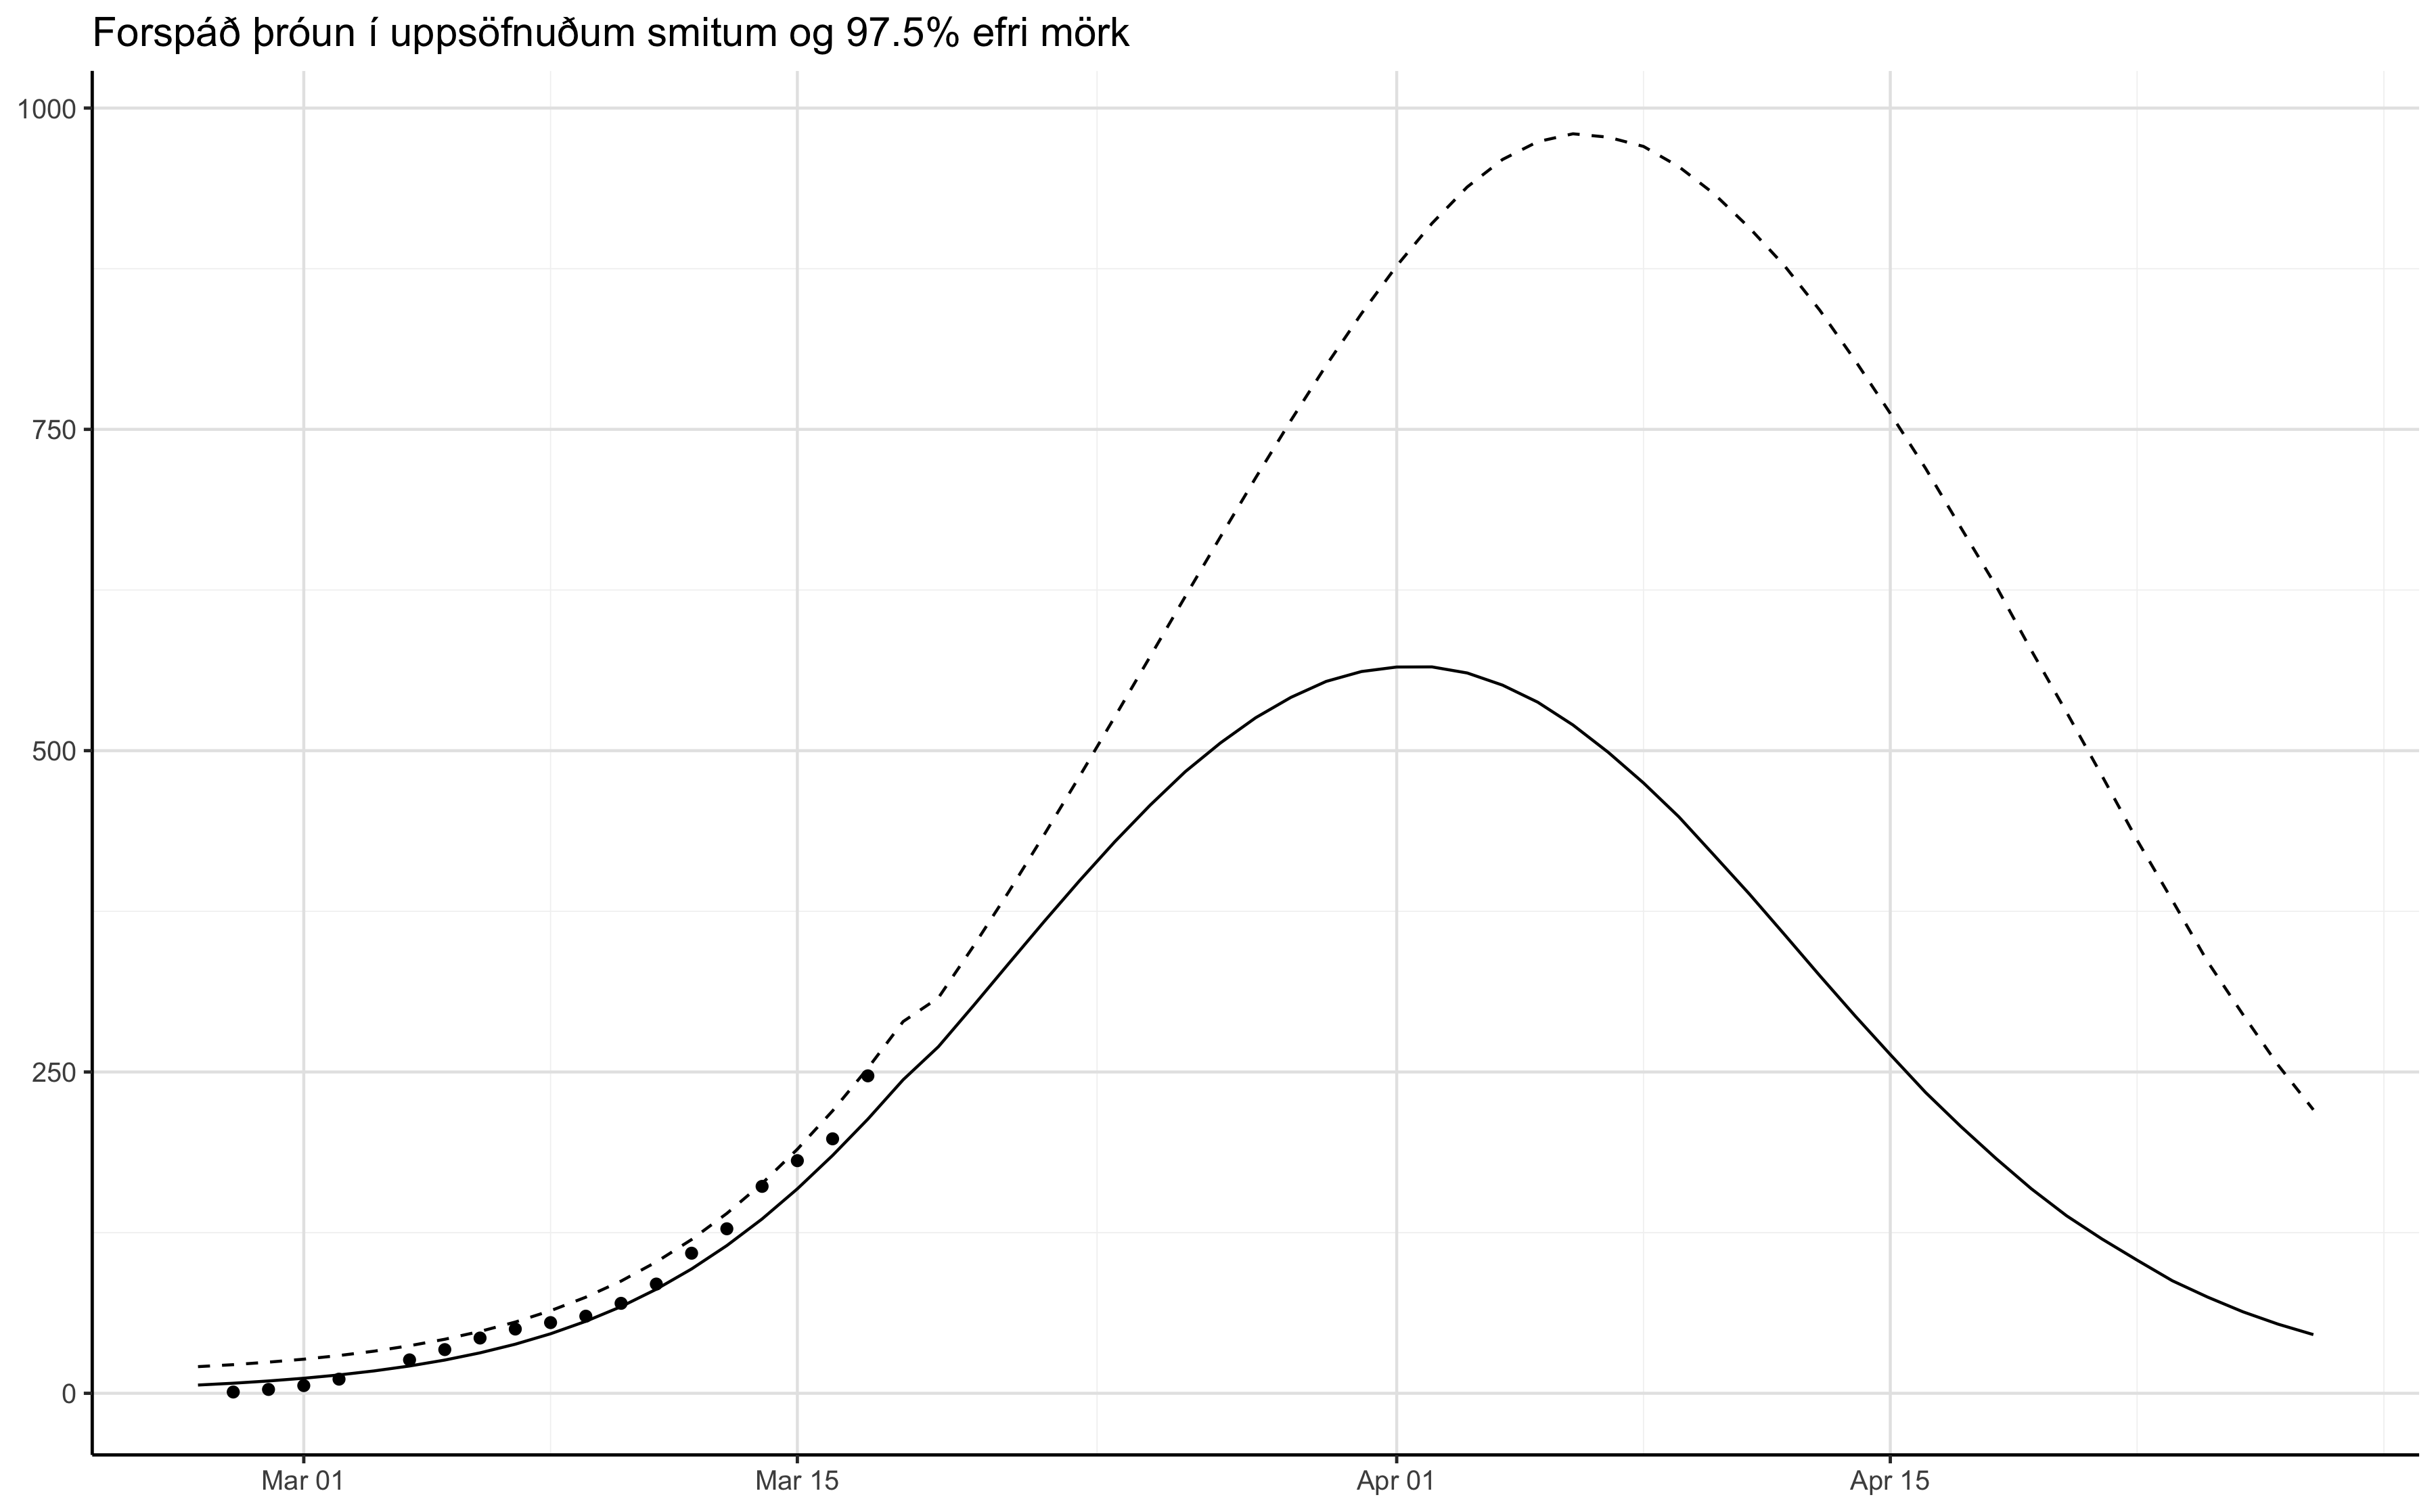 Forspáð þróun í uppsöfnuðum smitum og 97.5% efri mörk
1000
750
500
250
0
Mar 01
Mar 15
Apr 01
Apr 15